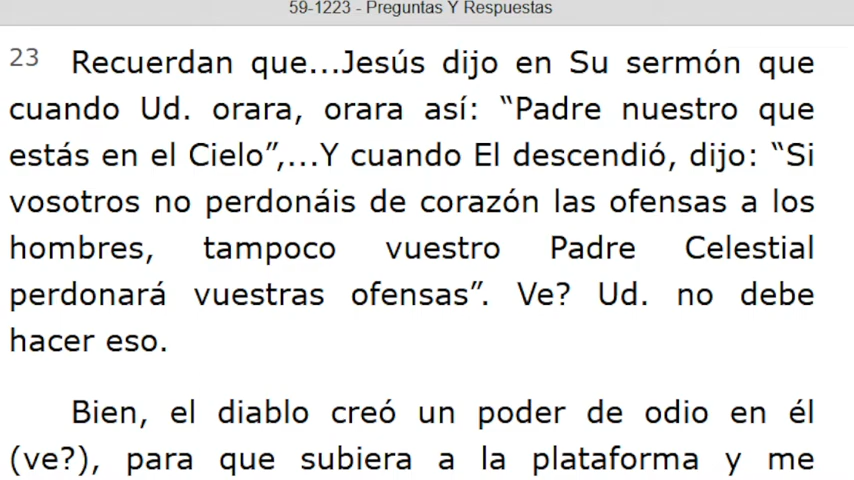 59-1223 - Preguntas Y Respuestas
23 Recuerdan que...Jesús dijo en Su sermón que
cuando Ud. orara, orara así: “Padre nuestro que
estás en el Cielo”,...Y cuando El descendió, dijo: “Si
vosotros no perdonáis de corazón las ofensas a los
hombres, tampoco vuestro Padre Celestial
perdonará vuestras ofensas”. Ve? Ud. no debe
hacer eso.
Bien, el diablo creó un poder de odio en él
(ve?), para que subiera a la plataforma y me